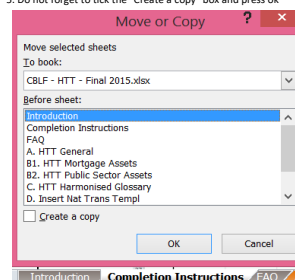 5. Do not forget to tick the "Create a copy" box and press ok
Move or Copy ? ×
Move selected sheets
To book:
CBLF - HTT - Final 2015.xlsx
Before sheet:
Introduction
Completion Instructions
FAQ
A. HTT General
B1. HTT Mortgage Assets
B2. HTT Public Sector Assets
C. HTT Harmonised Glossary
D. Insert Nat Trans Templ
Create a copy
OK Cancel
Introduction Completion Instructions FAQ